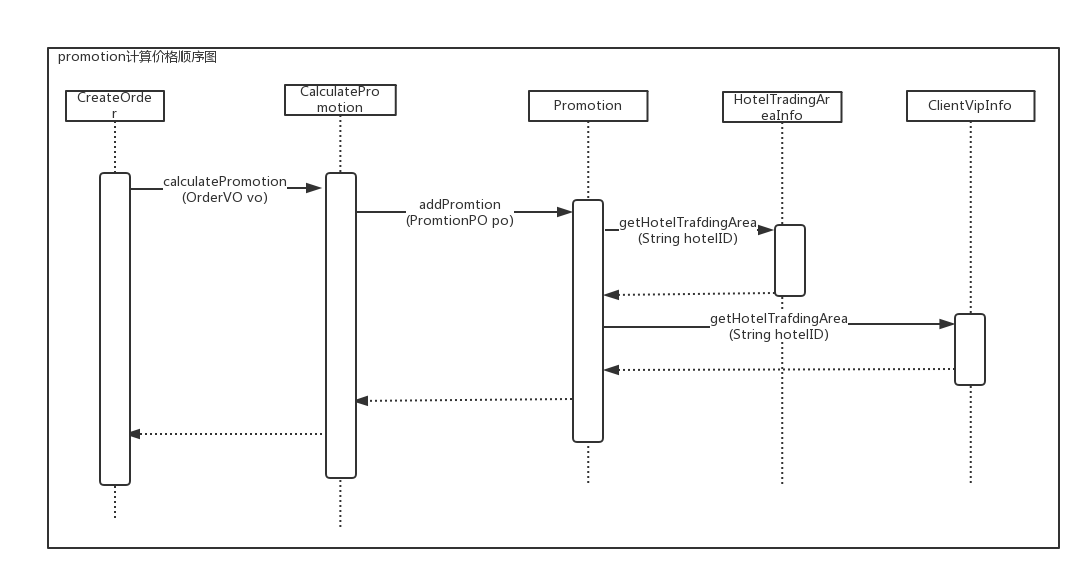 promotion计算价格顺序图
CreateOrde
r
CalculatePro
motion
Promotion
HotelTradingAr
eaInfo
ClientVipInfo
calculatePromotion
(OrderVO vo)
addPromtion
(PromtionPO po)
getHotelTrafdingArea
(String hotelID)
getHotelTrafdingArea
(String hotelID)